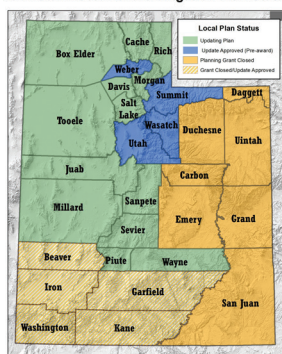 Local Plan Status
Updating Plan
Update Approved (Pre-award)
Planning Grant Closed
Grant Closed/Update Approved
Cache
Rich
Box Elder
Weber
Morgan
Davis
Summit
Daggett
Salt
Lake
Tooele
Wasatch
Duchesne
Uintah
Utah
Juab
Carbon
Millard
Sanpete
Emery
Grand
Sevier
Beaver
Piute
Wayne
Iron
Garfield
San Juan
Washington
Kane